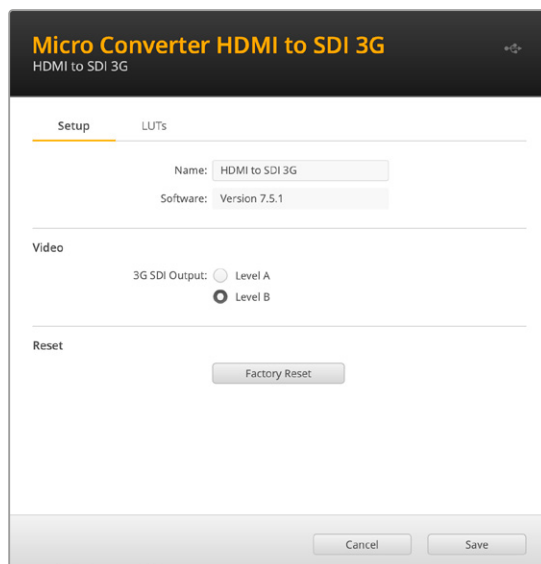 Micro Converter HDMI to SDI 3G
HDMI to SDI 3G
Setup LUTs
Name: HDMI to SDI 3G
Software: Version 7.5.1
Video
3G SDI Output: Level A
Level B
Reset
Factory Reset
Cancel Save